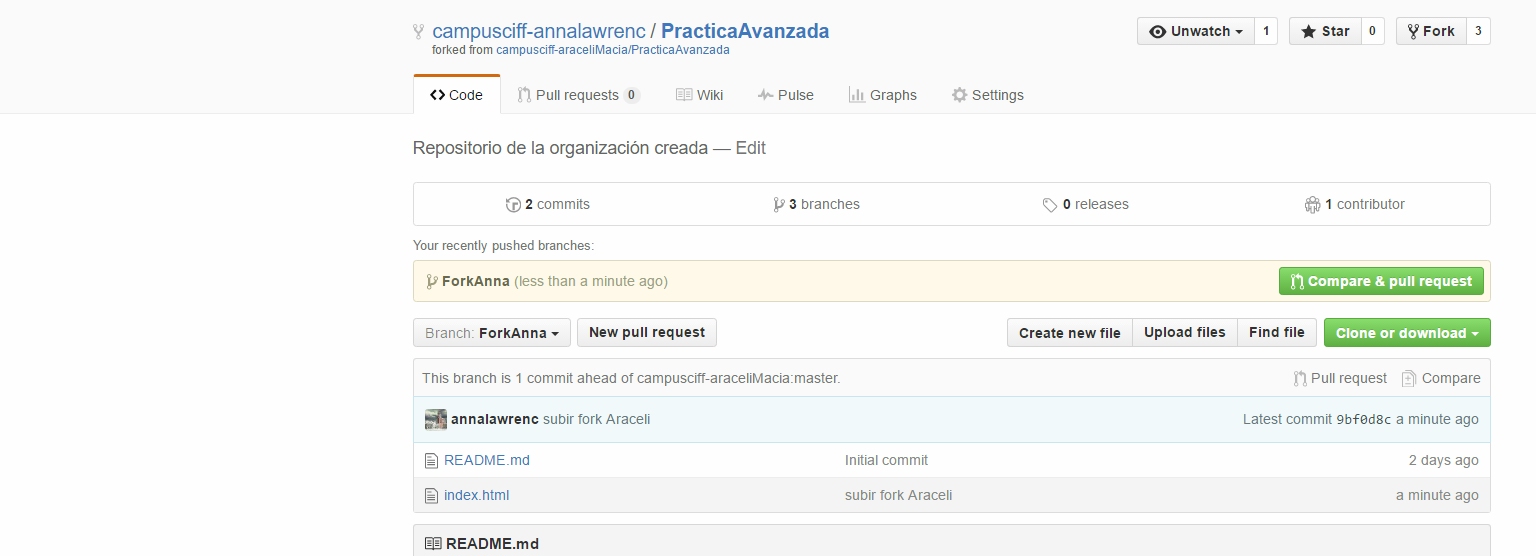 campusciff-annalawrenc / PracticaAvanzada
forked from campusciff-araceliMacia/PracticaAvanzada
Unwatch 1 Star 0 Fork 3
Code Pull requests 0 Wiki Pulse Graphs Settings
Repositorio de la organización creada — Edit
2 commits 3 branches 0 releases 1 contributor
Your recently pushed branches:
ForkAnna (less than a minute ago) Compare & pull request
Branch: ForkAnna New pull request Create new file Upload files Find file Clone or download
This branch is 1 commit ahead of campusciff-araceliMacia:master. Pull request Compare
annalawrenc subir fork Araceli Latest commit 9bf0d8c a minute ago
README.md Initial commit 2 days ago
index.html subir fork Araceli a minute ago
README.md